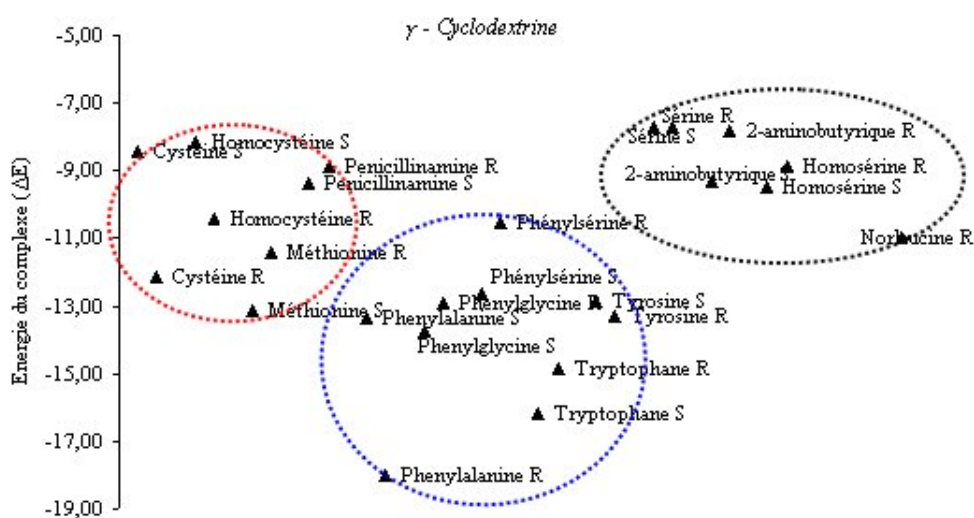 γ - Cyclodextrine
Energie du complexe (ΔE)
-5,00
-7,00
-9,00
-11,00
-13,00
-15,00
-17,00
-19,00
Homocystéine S
Cystéine S
Penicillinamine R
Penicillinamine S
Homocystéine R
Méthionine R
Cystéine R
Méthionine S
Phénylsérine R
Phénylsérine S
Phenylglycine R
Phenylalanine S
Phenylglycine S
Tyrosine S
Tyrosine R
Tryptophane R
Tryptophane S
Phenylalanine R
Sérine R
Sérine S
2-aminobutyrique R
2-aminobutyrique S
Homosérine R
Homosérine S
Norleucine R